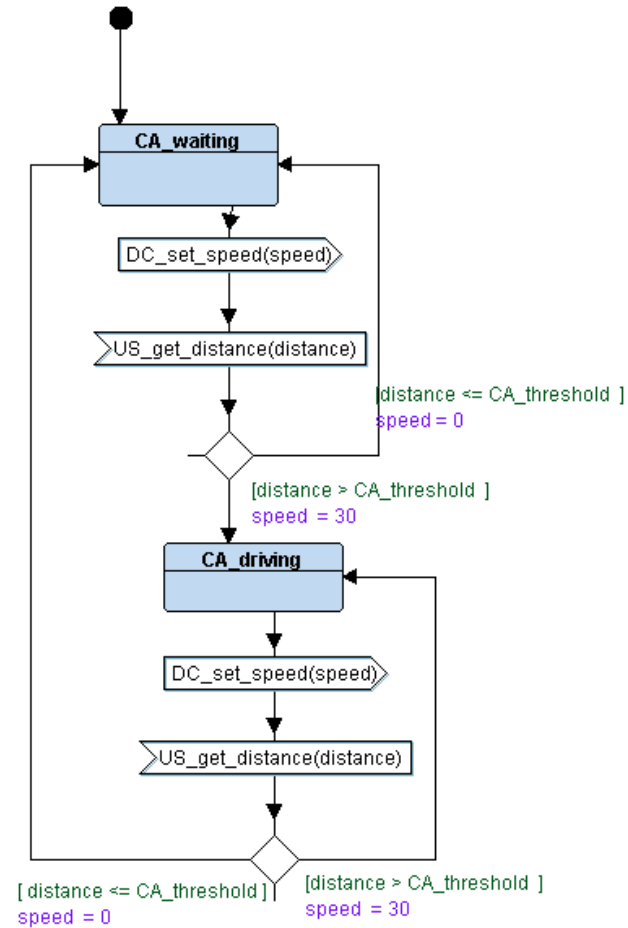 CA_waiting
DC_set_speed(speed)
US_get_distance(distance)
[distance <= CA_threshold ]
speed = 0
[distance > CA_threshold ]
speed = 30
CA_driving
DC_set_speed(speed)
US_get_distance(distance)
[ distance <= CA_threshold ]
speed = 0
[distance > CA_threshold ]
speed = 30